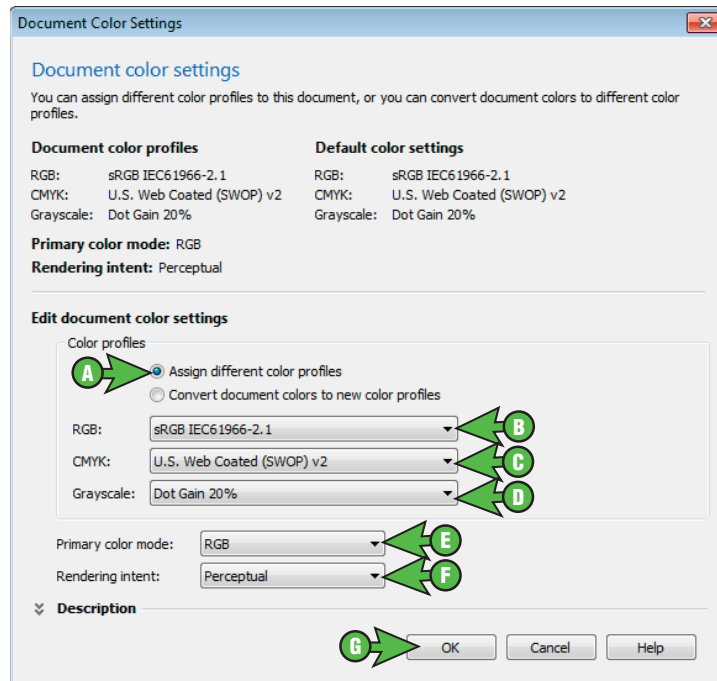 Document Color Settings
Document color settings
You can assign different color profiles to this document, or you can convert document colors to different color
profiles.
Document color profiles
RGB: sRGB IEC61966-2.1
CMYK: U.S. Web Coated (SWOP) v2
Grayscale: Dot Gain 20%
Default color settings
RGB: sRGB IEC61966-2.1
CMYK: U.S. Web Coated (SWOP) v2
Grayscale: Dot Gain 20%
Primary color mode: RGB
Rendering intent: Perceptual
Edit document color settings
Color profiles
A Assign different color profiles
Convert document colors to new color profiles
RGB: sRGB IEC61966-2.1 B
CMYK: U.S. Web Coated (SWOP) v2 C
Grayscale: Dot Gain 20% D
Primary color mode: RGB E
Rendering intent: Perceptual F
Description
G OK Cancel Help